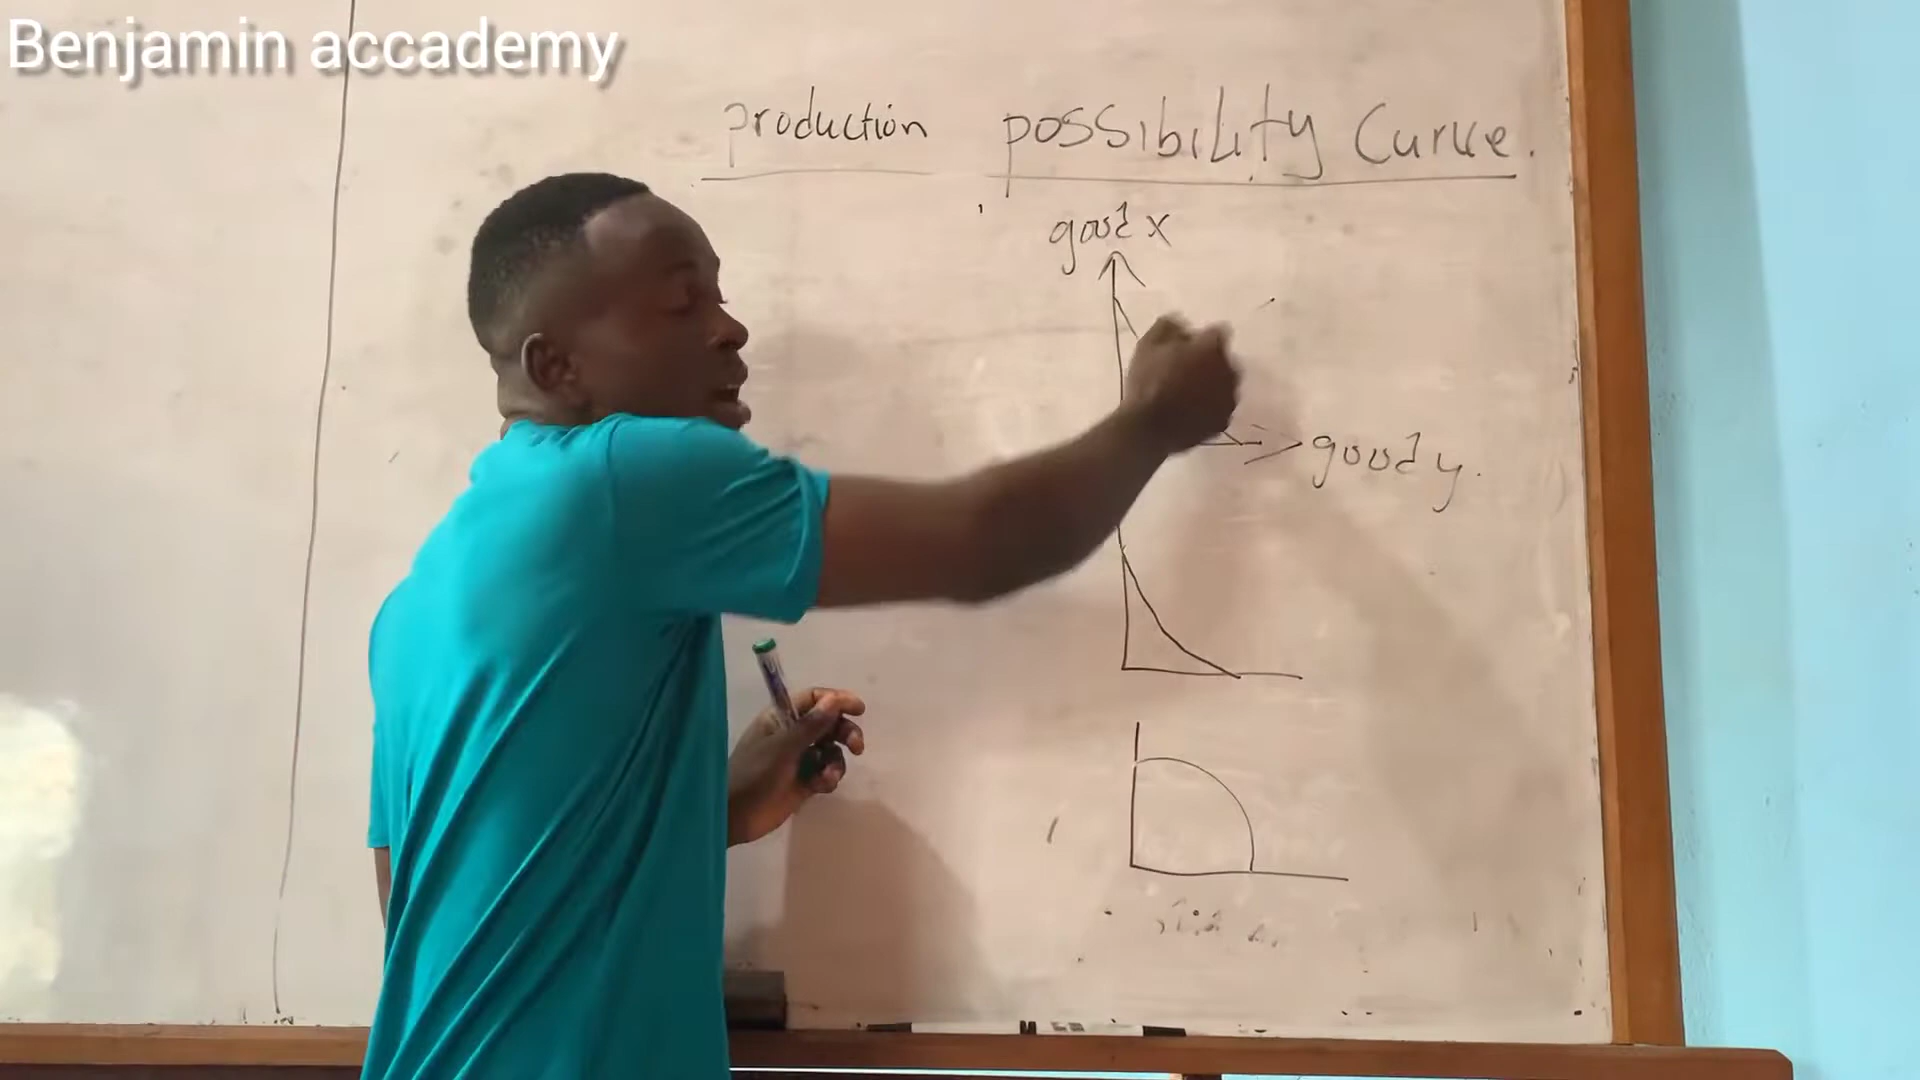 Benjamin accademy
production possibility Curve.
good x
good y.